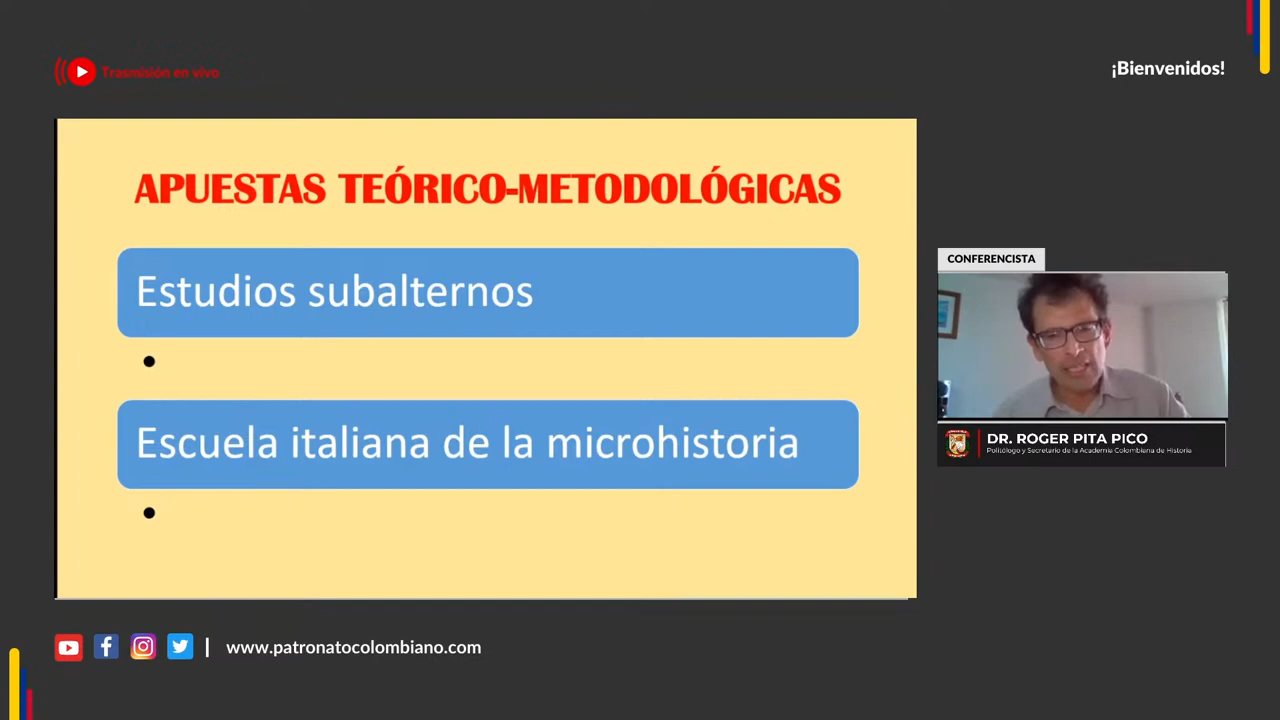 Trasmisión en vivo
¡Bienvenidos!
APUESTAS TEÓRICO-METODOLÓGICAS
Estudios subalternos
Escuela italiana de la microhistoria
CONFERENCISTA
DR. ROGER PITA PICO
Politólogo y Secretario de la Academia Colombiana de Historia
www.patronatocolombiano.com